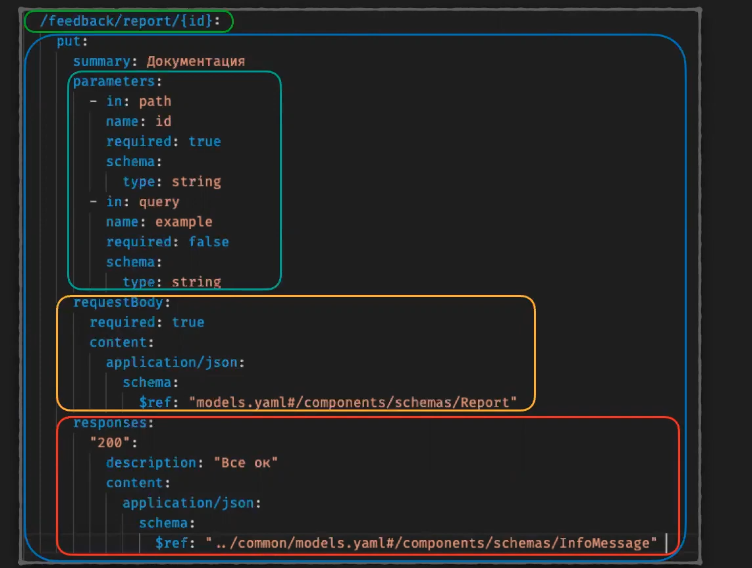 /feedback/report/{id}:
put:
summary: Документация
parameters:
- in: path
name: id
required: true
schema:
type: string
- in: query
name: example
required: false
schema:
type: string
requestBody:
required: true
content:
application/json:
schema:
$ref: "models.yaml#/components/schemas/Report"
responses:
"200":
description: "Все ок"
content:
application/json:
schema:
$ref: "../common/models.yaml#/components/schemas/InfoMessage"